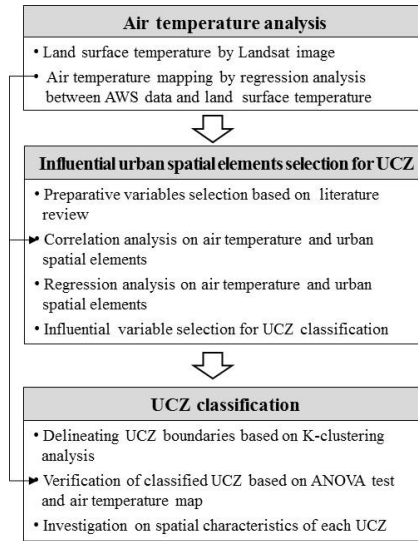 Air temperature analysis
• Land surface temperature by Landsat image
• Air temperature mapping by regression analysis
between AWS data and land surface temperature
Influential urban spatial elements selection for UCZ
• Preparative variables selection based on literature
review
• Correlation analysis on air temperature and urban
spatial elements
• Regression analysis on air temperature and urban
spatial elements
• Influential variable selection for UCZ classification
UCZ classification
• Delineating UCZ boundaries based on K-clustering
analysis
• Verification of classified UCZ based on ANOVA test
and air temperature map
• Investigation on spatial characteristics of each UCZ